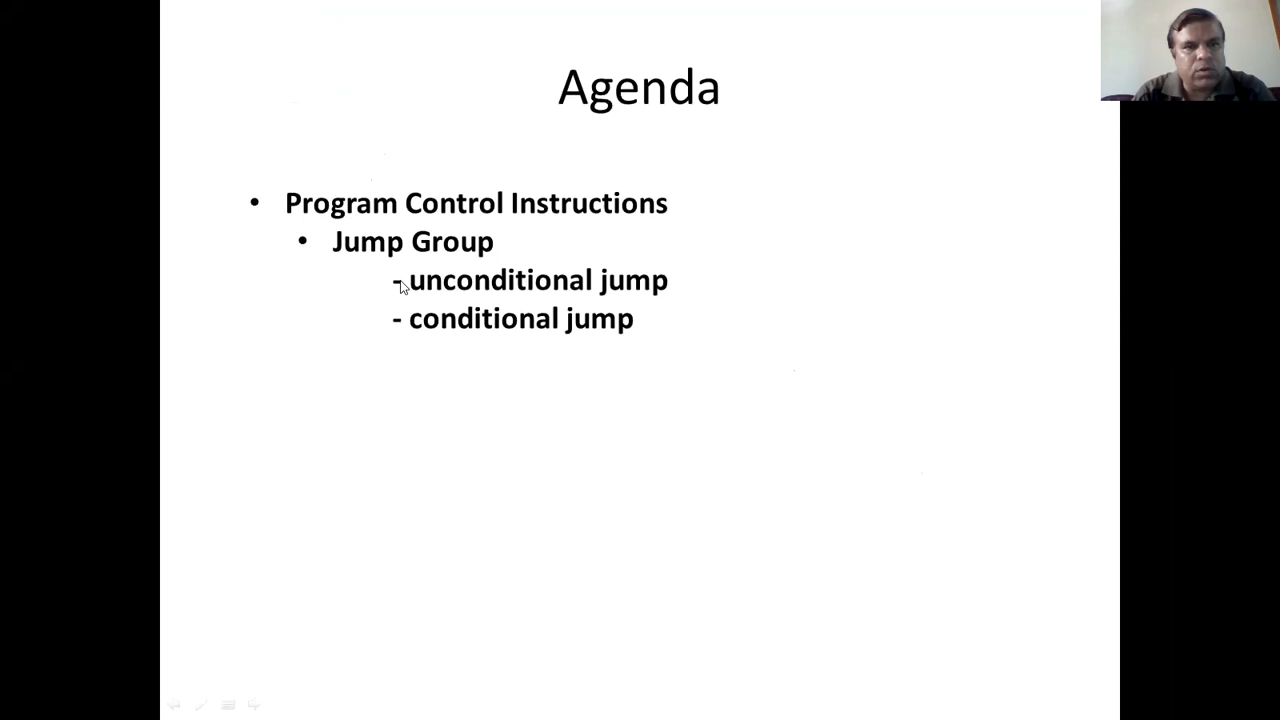 Agenda
• Program Control Instructions
• Jump Group
- unconditional jump
- conditional jump